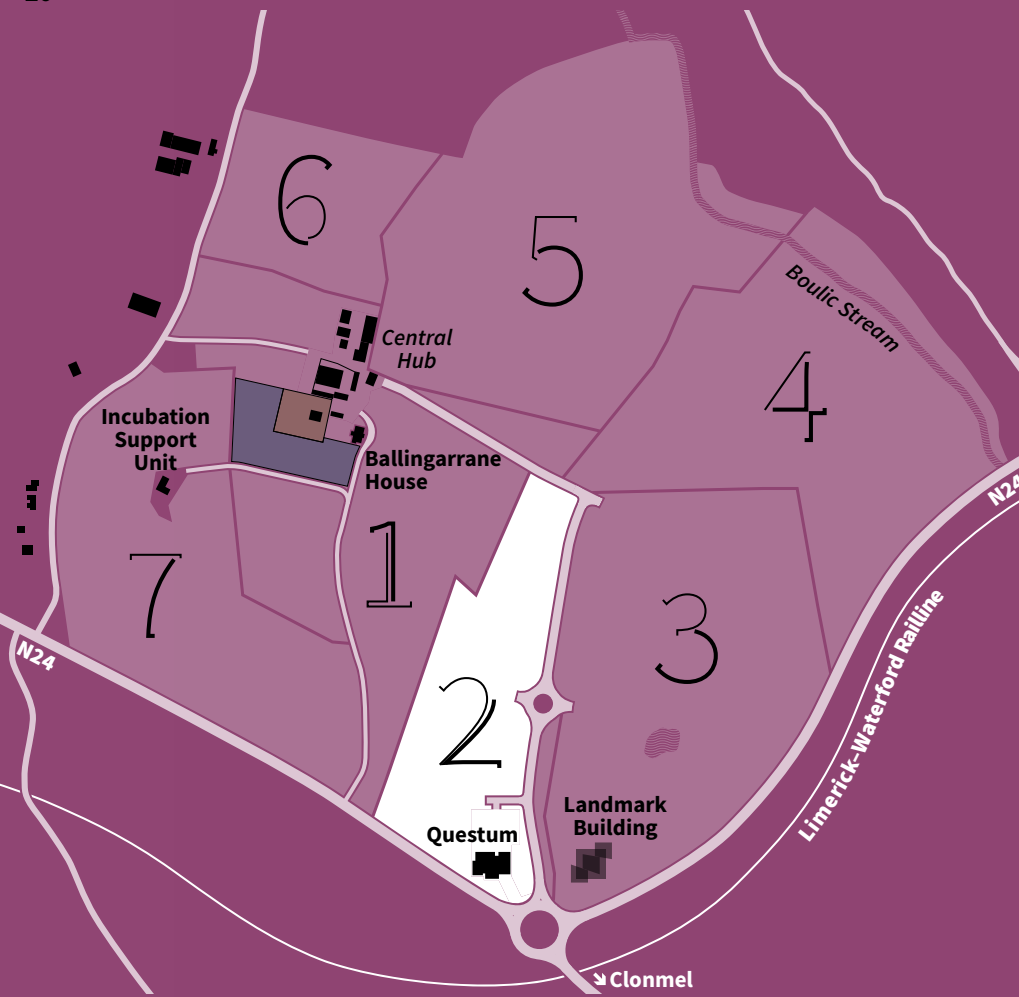 6
5
Boulic Stream
Central
Hub
4
Incubation
Support
Unit
Ballingarrane
House
N24
1
7
3
N24
Limerick-Waterford Railline
2
Landmark
Building
Questum
Clonmel